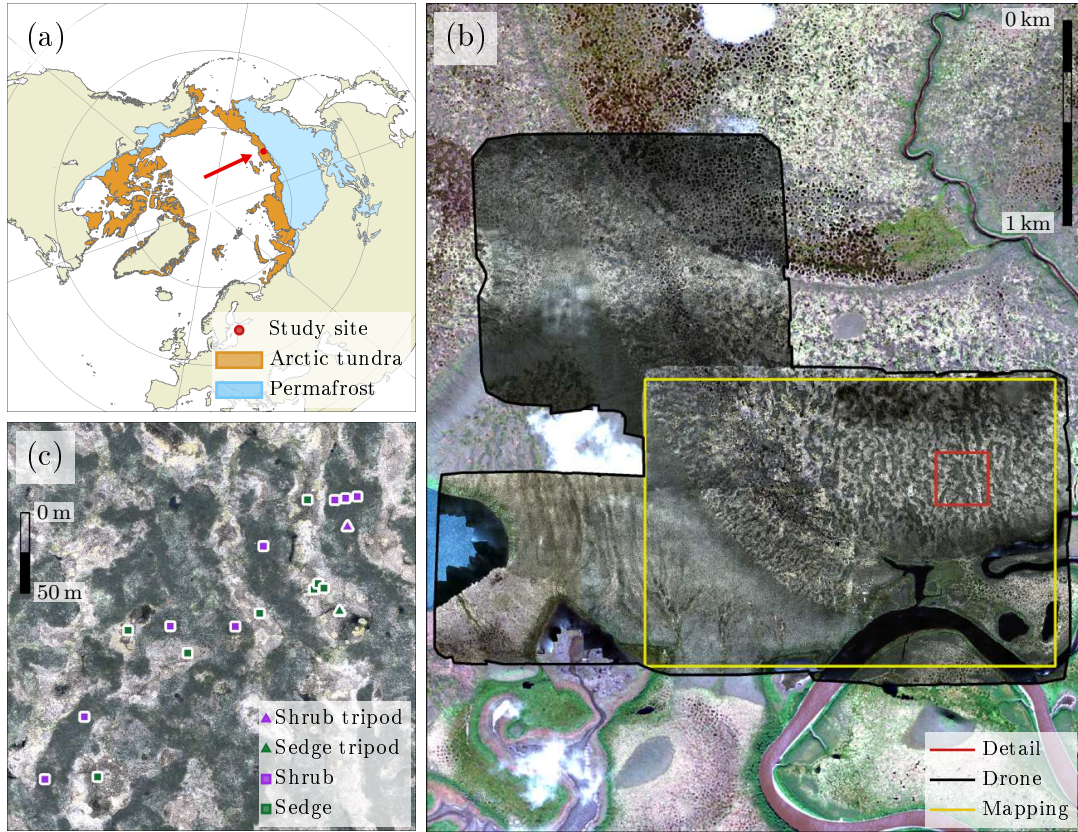 (a)
Study site
Arctic tundra
Permafrost
(b)
0 km
1 km
Detail
Drone
Mapping
(c)
0 m
50 m
Shrub tripod
Sedge tripod
Shrub
Sedge